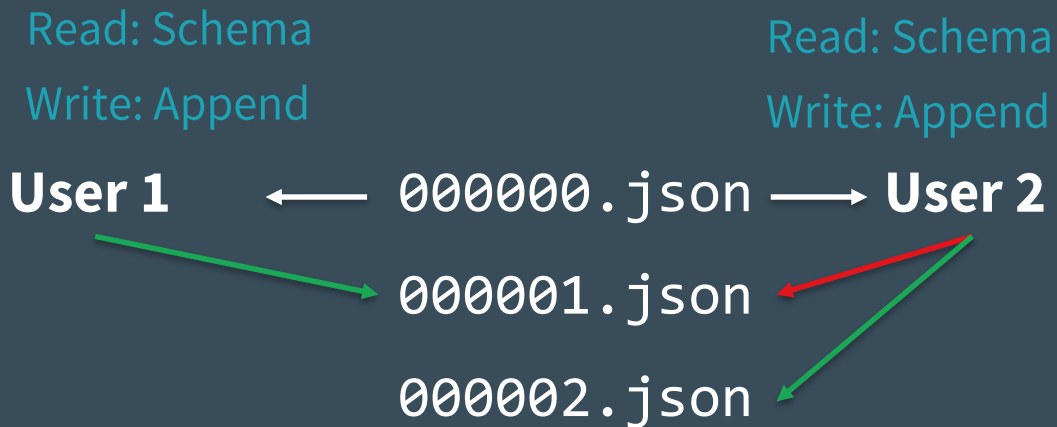 Read: Schema
Write: Append
Read: Schema
Write: Append
User 1
000000.json
User 2
000001.json
000002.json